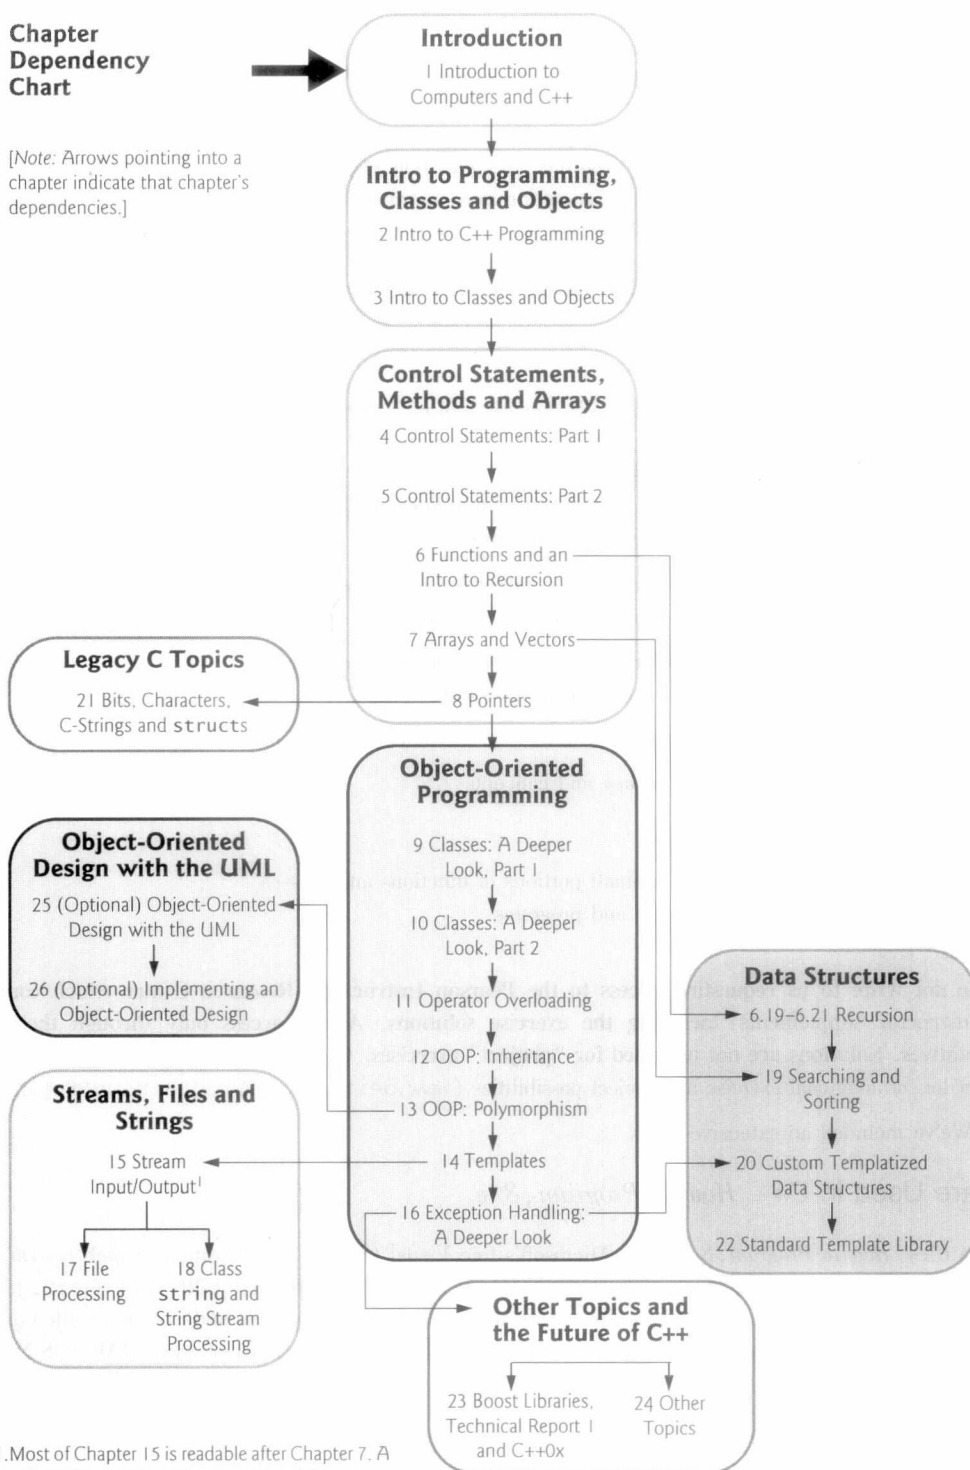 Chapter
Dependency
Chart
[Note: Arrows pointing into a
chapter indicate that chapter's
dependencies.]
Introduction
1 Introduction to
Computers and C++
Intro to Programming,
Classes and Objects
2 Intro to C++ Programming
3 Intro to Classes and Objects
Control Statements,
Methods and Arrays
4 Control Statements: Part 1
5 Control Statements: Part 2
6 Functions and an
Intro to Recursion
7 Arrays and Vectors
8 Pointers
Legacy C Topics
21 Bits, Characters,
C-Strings and structs
Object-Oriented
Programming
9 Classes: A Deeper
Look, Part 1
10 Classes: A Deeper
Look, Part 2
11 Operator Overloading
12 OOP: Inheritance
13 OOP: Polymorphism
14 Templates
16 Exception Handling:
A Deeper Look
Object-Oriented
Design with the UML
25 (Optional) Object-Oriented
Design with the UML
26 (Optional) Implementing an
Object-Oriented Design
Streams, Files and
Strings
15 Stream
Input/Output1
17 File
Processing
18 Class
string and
String Stream
Processing
Data Structures
6.19–6.21 Recursion
19 Searching and
Sorting
20 Custom Templatized
Data Structures
22 Standard Template Library
Other Topics and
the Future of C++
23 Boost Libraries,
Technical Report 1
and C++0x
24 Other
Topics
.Most of Chapter 15 is readable after Chapter 7. A